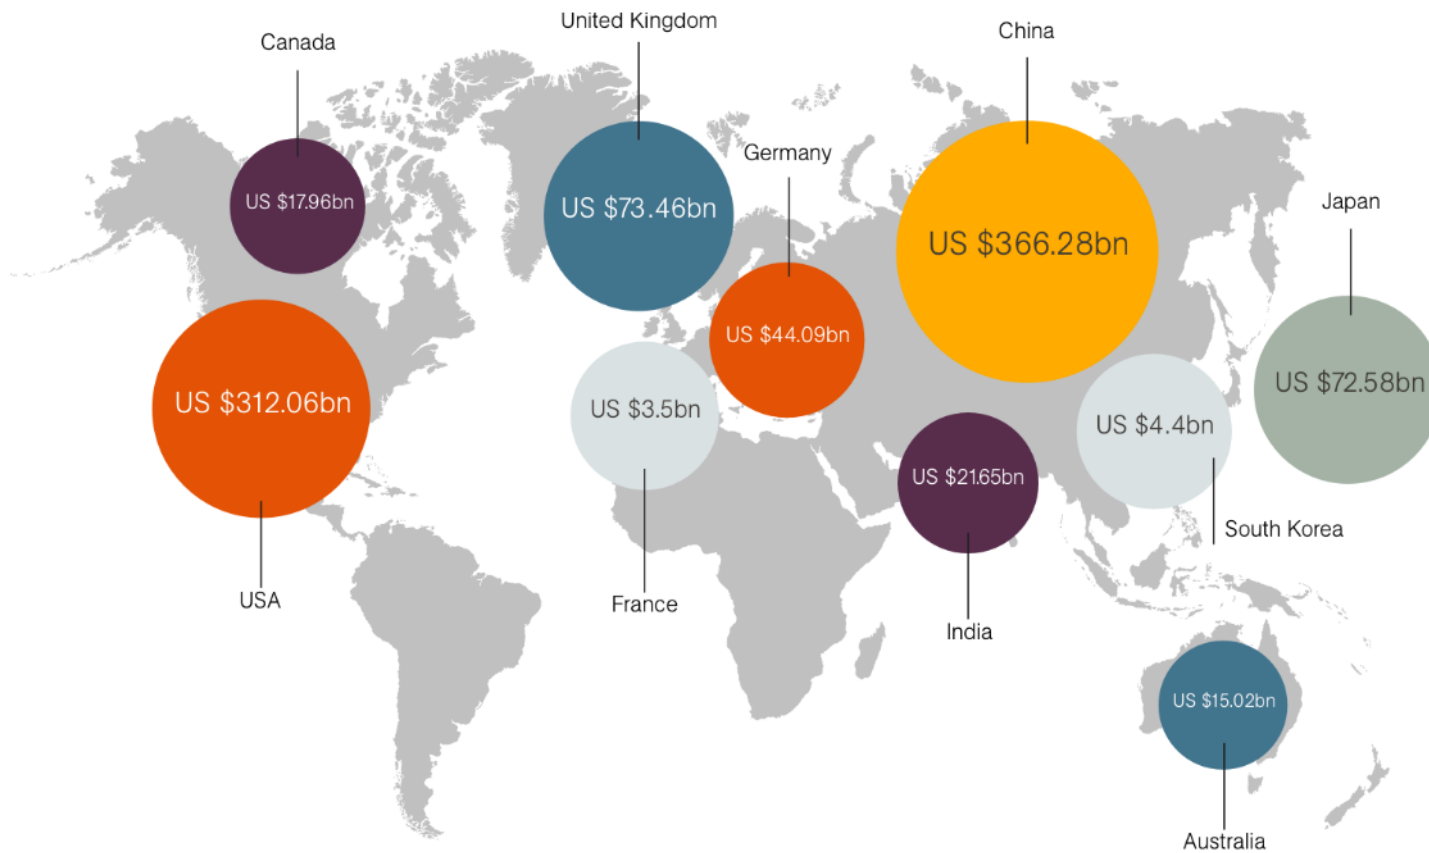 United Kingdom
China
Canada
Germany
US $17.96bn
US $73.46bn
Japan
US $366.28bn
US $44.09bn
US $72.58bn
US $312.06bn
US $3.5bn
US $4.4bn
US $21.65bn
South Korea
USA
France
India
US $15.02bn
Australia